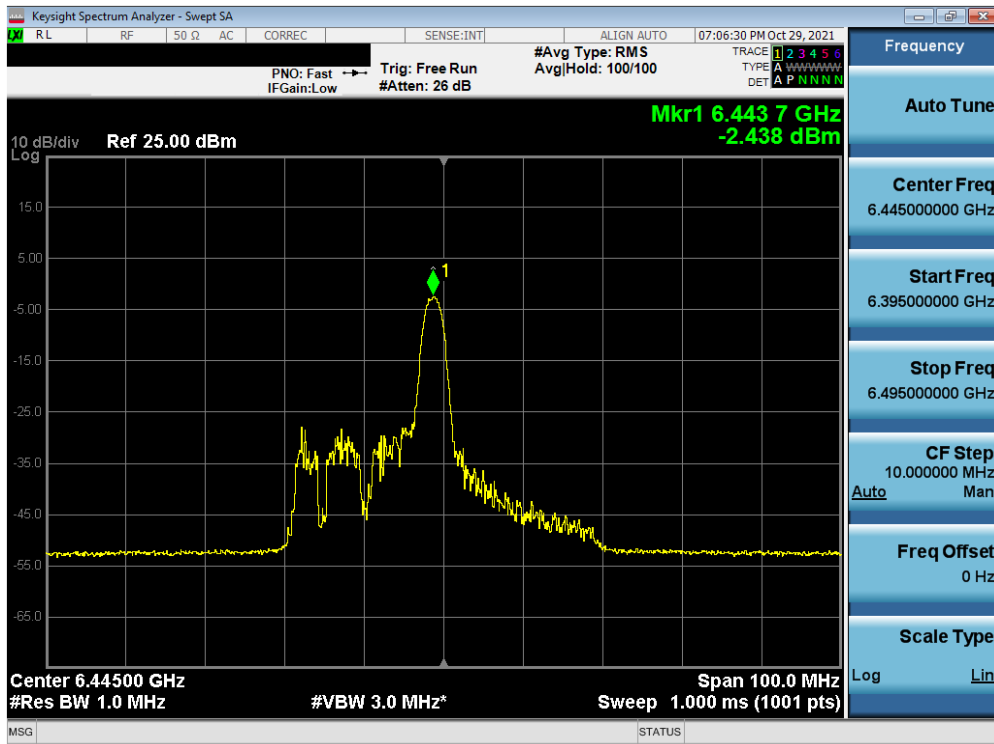 Keysight Spectrum Analyzer - Swept SA
LXI RL RF 50 Ω AC CORREC SENSE:INT ALIGN AUTO 07:06:30 PM Oct 29, 2021
PNO: Fast
IFGain:Low
Trig: Free Run
#Atten: 26 dB
#Avg Type: RMS
Avg|Hold: 100/100
TRACE 1 2 3 4 5 6
TYPE A WWWWW
DET A P N N N N
Mkr1 6.443 7 GHz
-2.438 dBm
10 dB/div Ref 25.00 dBm
Log
15.0
5.00
-5.00
-15.0
-25.0
-35.0
-45.0
-55.0
-65.0
1
Center 6.44500 GHz Span 100.0 MHz
#Res BW 1.0 MHz #VBW 3.0 MHz* Sweep 1.000 ms (1001 pts)
MSG STATUS
Frequency
Auto Tune
Center Freq
6.445000000 GHz
Start Freq
6.395000000 GHz
Stop Freq
6.495000000 GHz
CF Step
10.000000 MHz
Auto Man
Freq Offset
0 Hz
Scale Type
Log Lin